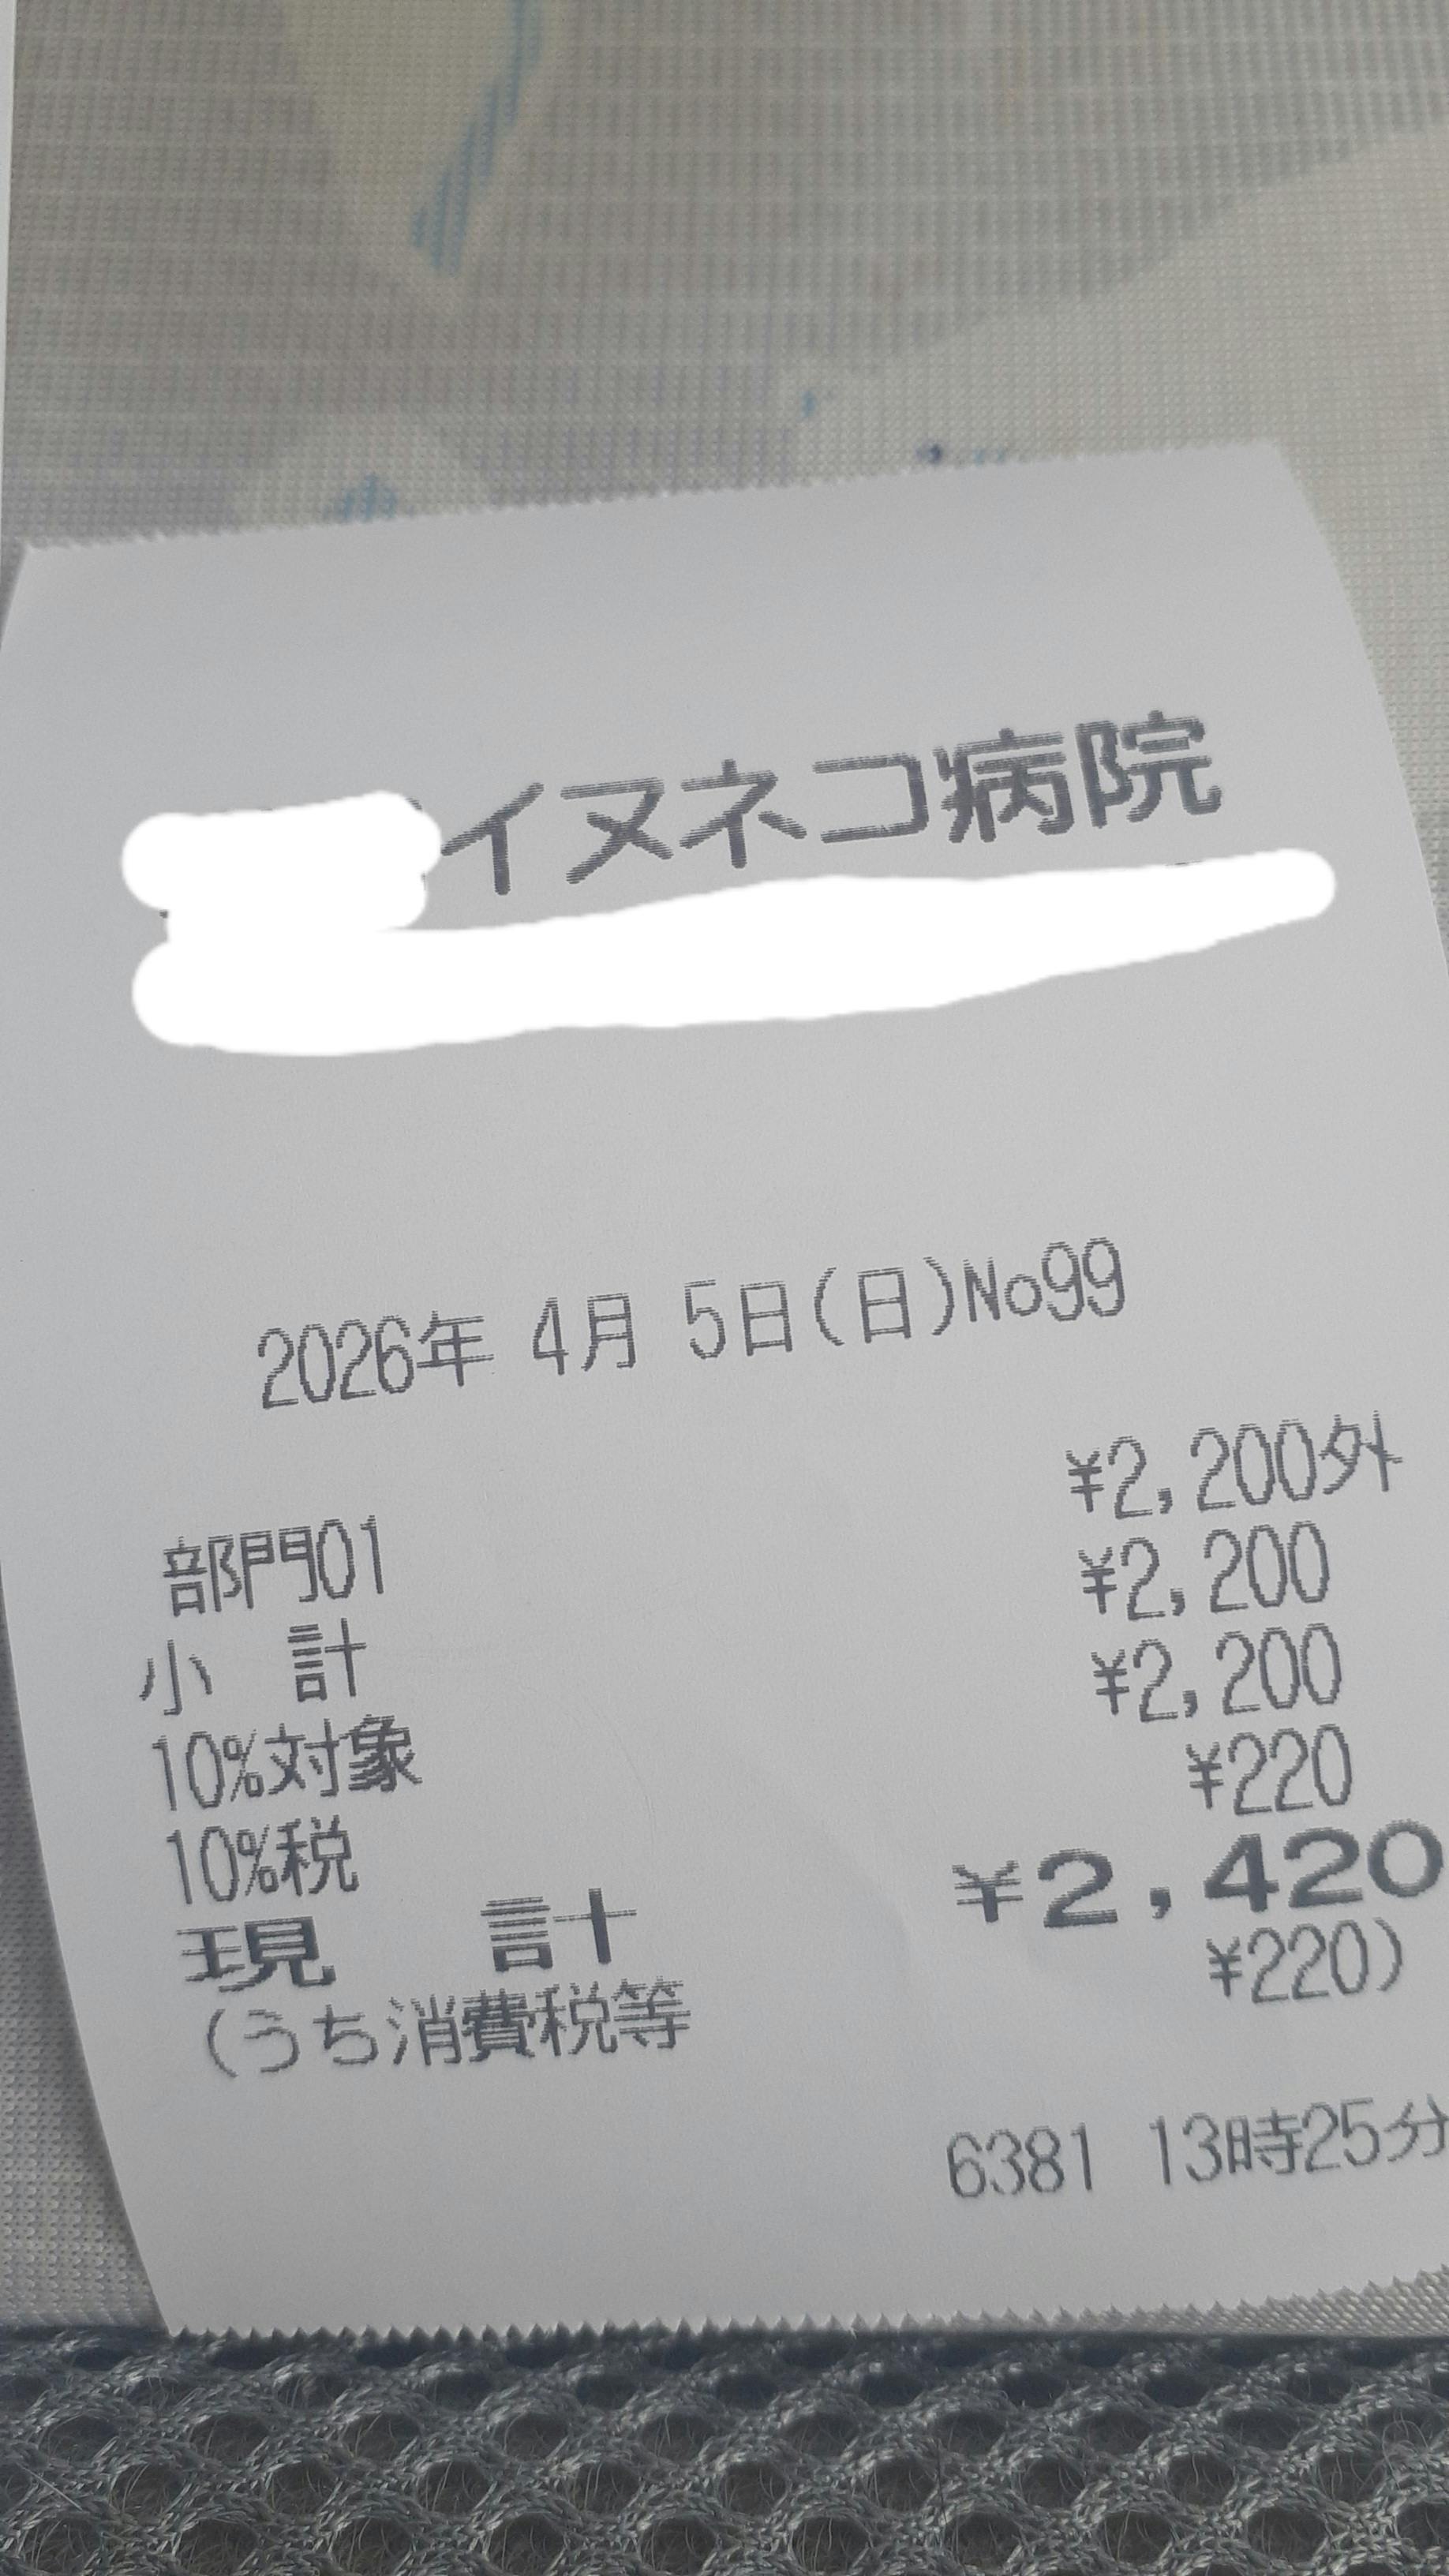 イヌネコ病院
2026年 4月 5日(日)No99
部門01 ¥2,200外
小 計 ¥2,200
10%対象 ¥2,200
10%税 ¥220
現 計 ¥2,420
(うち消費税等 ¥220)
6381 13時25分